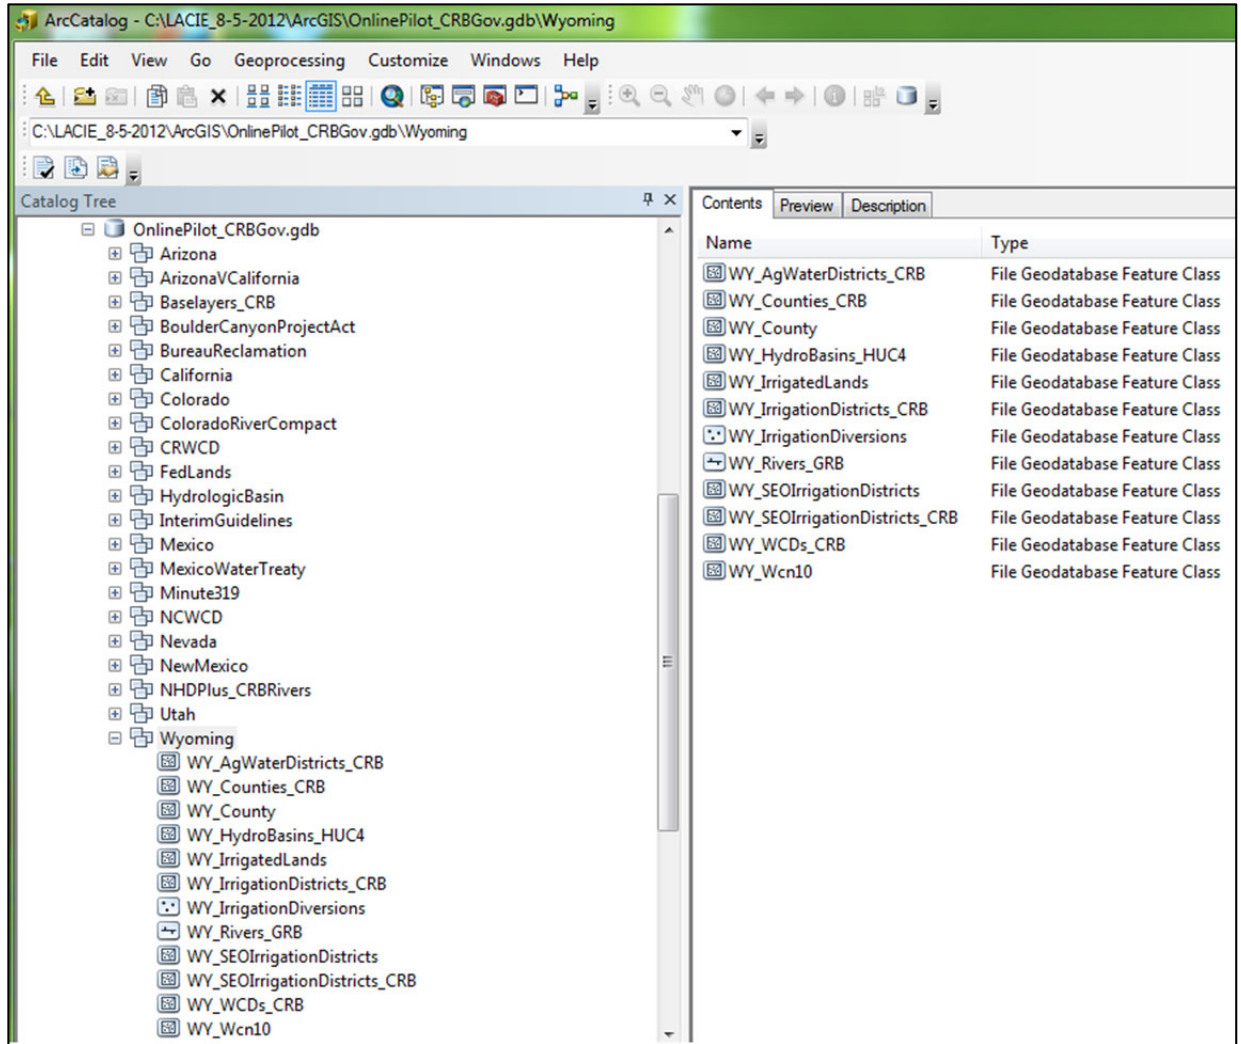 ArcCatalog - C:\LACIE_8-5-2012\ArcGIS\OnlinePilot_CRBGov.gdb\Wyoming
File Edit View Go Geoprocessing Customize Windows Help
C:\LACIE_8-5-2012\ArcGIS\OnlinePilot_CRBGov.gdb\Wyoming
Catalog Tree
OnlinePilot_CRBGov.gdb
Arizona
ArizonaVCalifornia
Baselayers_CRB
BoulderCanyonProjectAct
BureauReclamation
California
Colorado
ColoradoRiverCompact
CRWCD
FedLands
HydrologicBasin
InterimGuidelines
Mexico
MexicoWaterTreaty
Minute319
NCWCD
Nevada
NewMexico
NHDPlus_CRBRivers
Utah
Wyoming
WY_AgWaterDistricts_CRB
WY_Counties_CRB
WY_County
WY_HydroBasins_HUC4
WY_IrrigatedLands
WY_IrrigationDistricts_CRB
WY_IrrigationDiversions
WY_Rivers_GRB
WY_SEOIrrigationDistricts
WY_SEOIrrigationDistricts_CRB
WY_WCDs_CRB
WY_Wcn10
Contents Preview Description
Name Type
WY_AgWaterDistricts_CRB File Geodatabase Feature Class
WY_Counties_CRB File Geodatabase Feature Class
WY_County File Geodatabase Feature Class
WY_HydroBasins_HUC4 File Geodatabase Feature Class
WY_IrrigatedLands File Geodatabase Feature Class
WY_IrrigationDistricts_CRB File Geodatabase Feature Class
WY_IrrigationDiversions File Geodatabase Feature Class
WY_Rivers_GRB File Geodatabase Feature Class
WY_SEOIrrigationDistricts File Geodatabase Feature Class
WY_SEOIrrigationDistricts_CRB File Geodatabase Feature Class
WY_WCDs_CRB File Geodatabase Feature Class
WY_Wcn10 File Geodatabase Feature Class